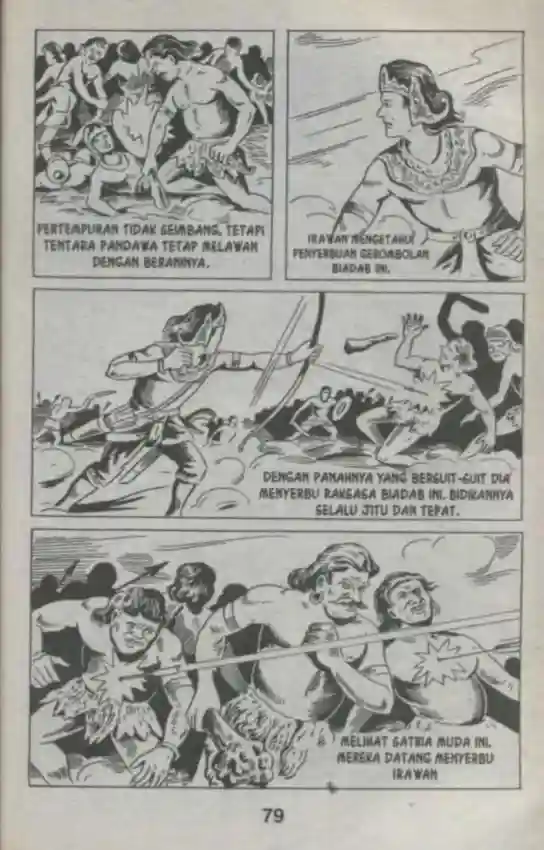 PERTEMPURAN TIDAK SEIMBANG, TETAPI
TENTARA PANDAWA TETAP MELAWAN
DENGAN BERANINYA.
IRAWAN MENGETAHUI
PENYERBUAN GEROMBOLAN
BIADAB INI.
DENGAN PANAHNYA YANG BERSUIT-SUIT DIA
MENYERBU RAKSASA BIADAB INI. BIDIKANNYA
SELALU JITU DAN TEPAT.
MELIHAT SATRIA MUDA INI,
MEREKA DATANG MENYERBU
IRAWAN
79